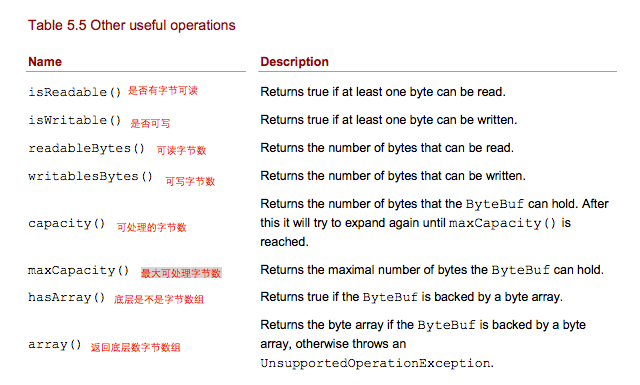 Table 5.5 Other useful operations
Name Description
isReadable() 是否有字节可读 Returns true if at least one byte can be read.
isWritable() 是否可写 Returns true if at least one byte can be written.
readableBytes() 可读字节数 Returns the number of bytes that can be read.
writablesBytes() 可写字节数 Returns the number of bytes that can be written.
Returns the number of bytes that the ByteBuf can hold. After
capacity() 可处理的字节数 this it will try to expand again until maxCapacity() is
reached.
maxCapacity() 最大可处理字节数 Returns the maximal number of bytes the ByteBuf can hold.
hasArray() 底层是不是字节数组 Returns true if the ByteBuf is backed by a byte array.
Returns the byte array if the ByteBuf is backed by a byte
array() 返回底层数字节数组 array, otherwise throws an
UnsupportedOperationException.